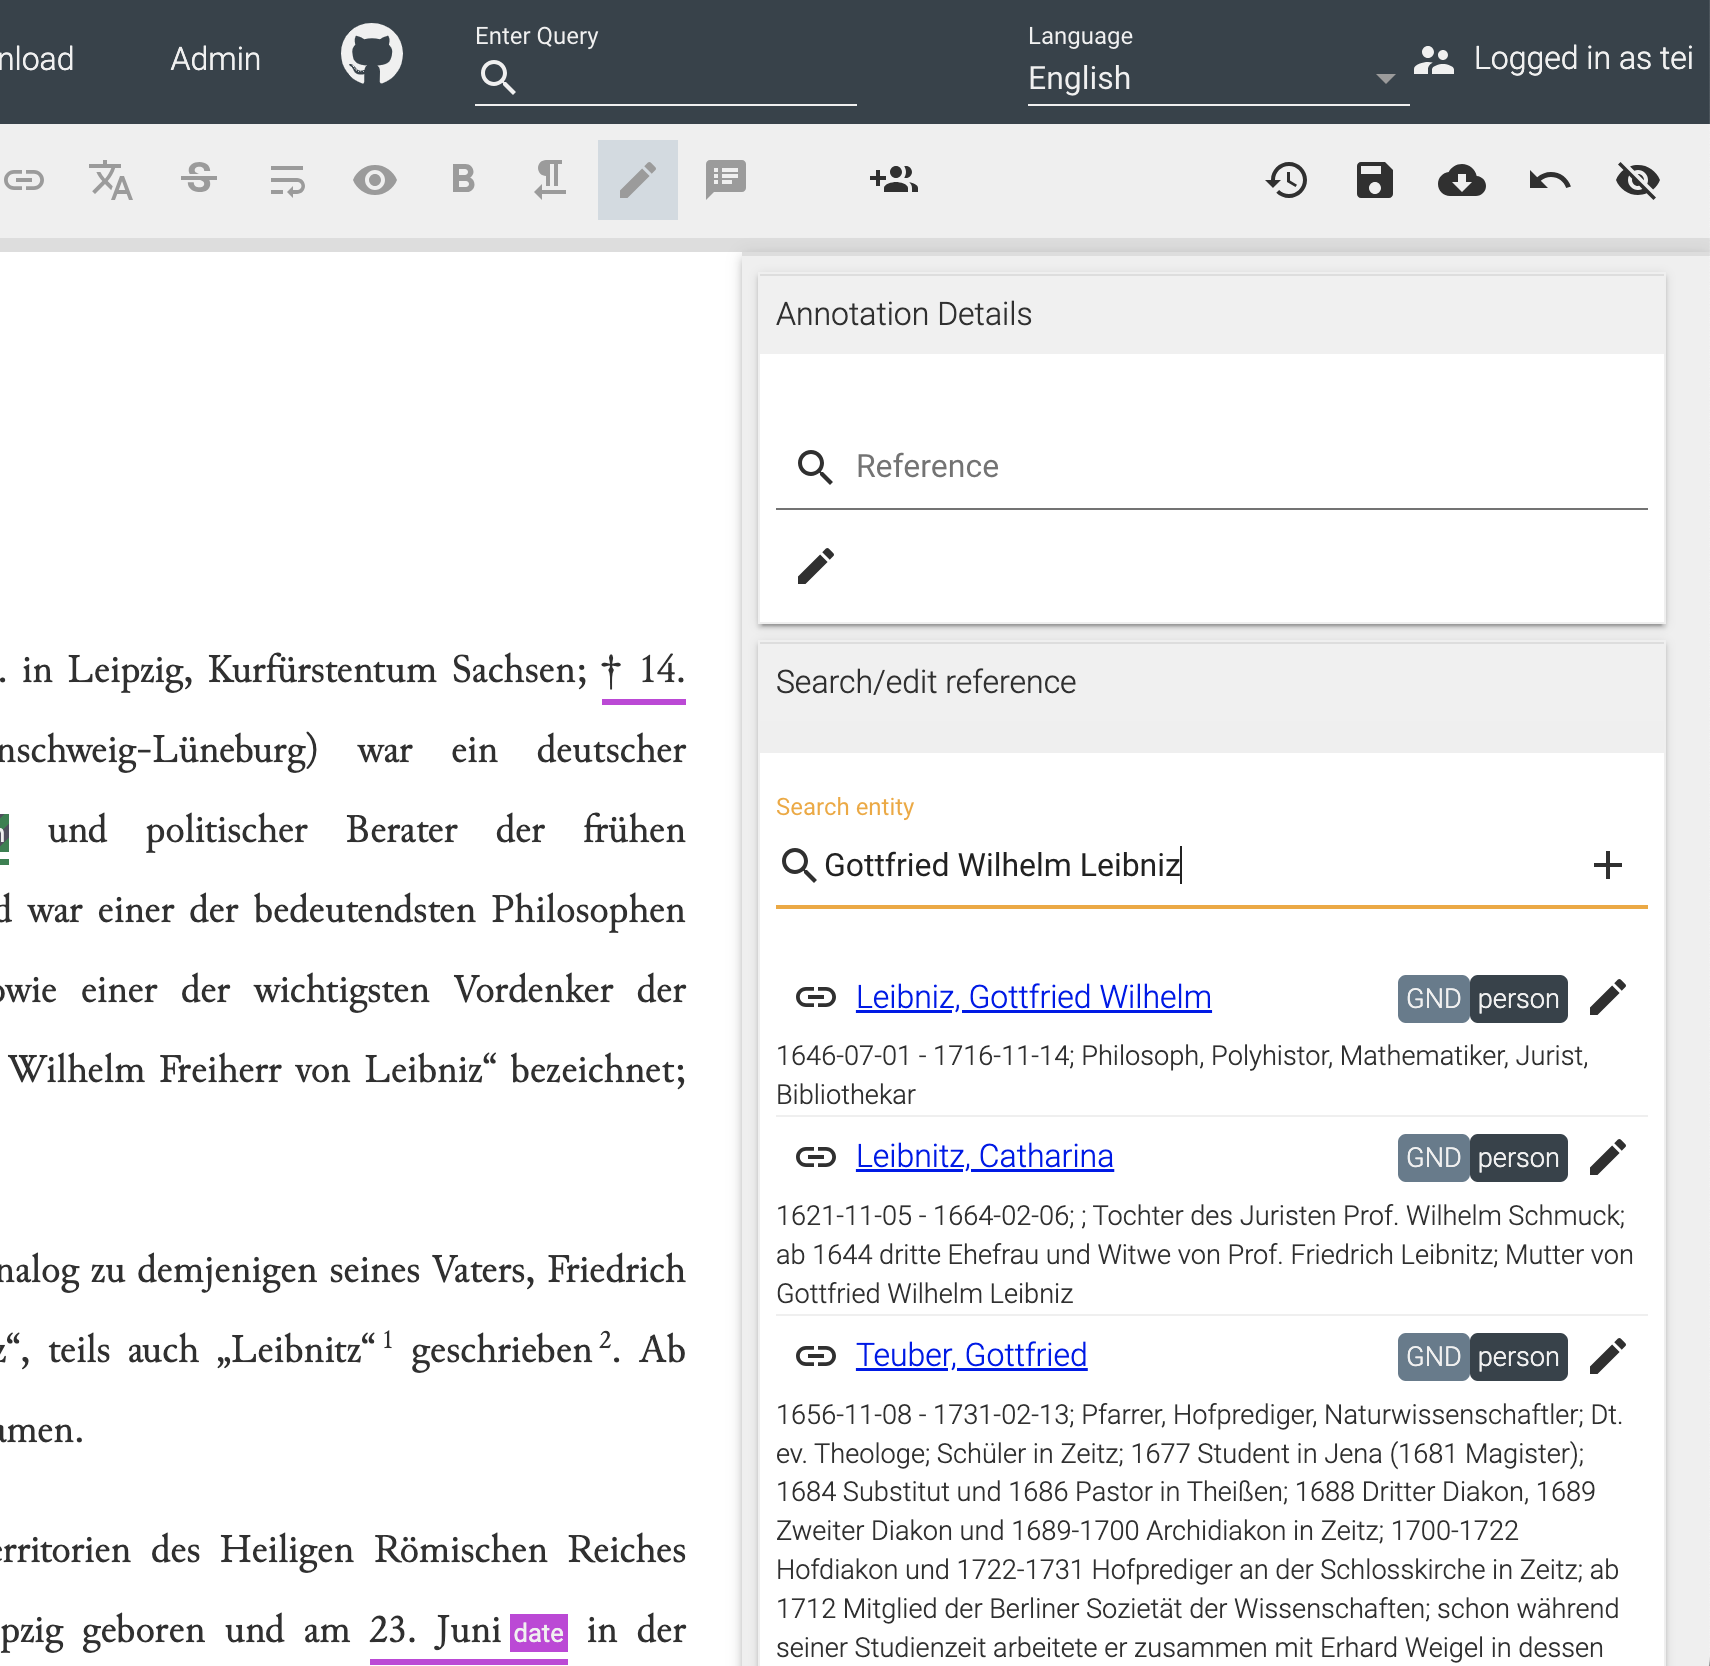 nload
Admin
Enter Query
Language
English
Logged in as tei
Annotation Details
Reference
Search/edit reference
Search entity
Gottfried Wilhelm Leibniz
Leibniz, Gottfried Wilhelm
GND person
1646-07-01 - 1716-11-14; Philosoph, Polyhistor, Mathematiker, Jurist,
Bibliothekar
Leibnitz, Catharina
GND person
1621-11-05 - 1664-02-06; ; Tochter des Juristen Prof. Wilhelm Schmuck;
ab 1644 dritte Ehefrau und Witwe von Prof. Friedrich Leibnitz; Mutter von
Gottfried Wilhelm Leibniz
Teuber, Gottfried
GND person
1656-11-08 - 1731-02-13; Pfarrer, Hofprediger, Naturwissenschaftler; Dt.
ev. Theologe; Schüler in Zeitz; 1677 Student in Jena (1681 Magister);
1684 Substitut und 1686 Pastor in Theißen; 1688 Dritter Diakon, 1689
Zweiter Diakon und 1689-1700 Archidiakon in Zeitz; 1700-1722
Hofdiakon und 1722-1731 Hofprediger an der Schlosskirche in Zeitz; ab
1712 Mitglied der Berliner Sozietät der Wissenschaften; schon während
seiner Studienzeit arbeitete er zusammen mit Erhard Weigel in dessen
. in Leipzig, Kurfürstentum Sachsen; † 14.
nschweig-Lüneburg) war ein deutscher
und politischer Berater der frühen
d war einer der bedeutendsten Philosophen
owie einer der wichtigsten Vordenker der
Wilhelm Freiherr von Leibniz“ bezeichnet;
nalog zu demjenigen seines Vaters, Friedrich
z“, teils auch „Leibnitz“ 1 geschrieben 2. Ab
amen.
erritorien des Heiligen Römischen Reiches
pzig geboren und am 23. Juni date in der